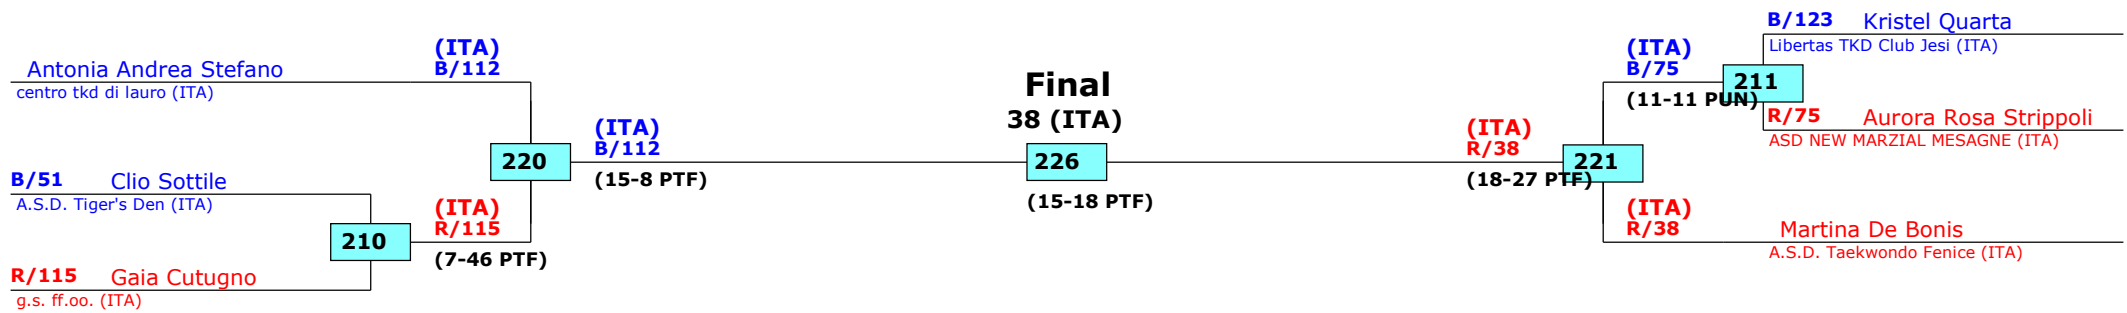 Antonia Andrea Stefano
centro tkd di lauro (ITA)
(ITA)
B/112
B/51 Clio Sottile
A.S.D. Tiger's Den (ITA)
210
R/115 Gaia Cutugno
g.s. ff.oo. (ITA)
(ITA)
R/115
(7-46 PTF)
220
(ITA)
B/112
(15-8 PTF)
Final
38 (ITA)
226
(15-18 PTF)
(ITA)
R/38
(18-27 PTF)
221
(ITA)
B/75
(11-11 PUN)
211
B/123 Kristel Quarta
Libertas TKD Club Jesi (ITA)
R/75 Aurora Rosa Strippoli
ASD NEW MARZIAL MESAGNE (ITA)
(ITA)
R/38
Martina De Bonis
A.S.D. Taekwondo Fenice (ITA)